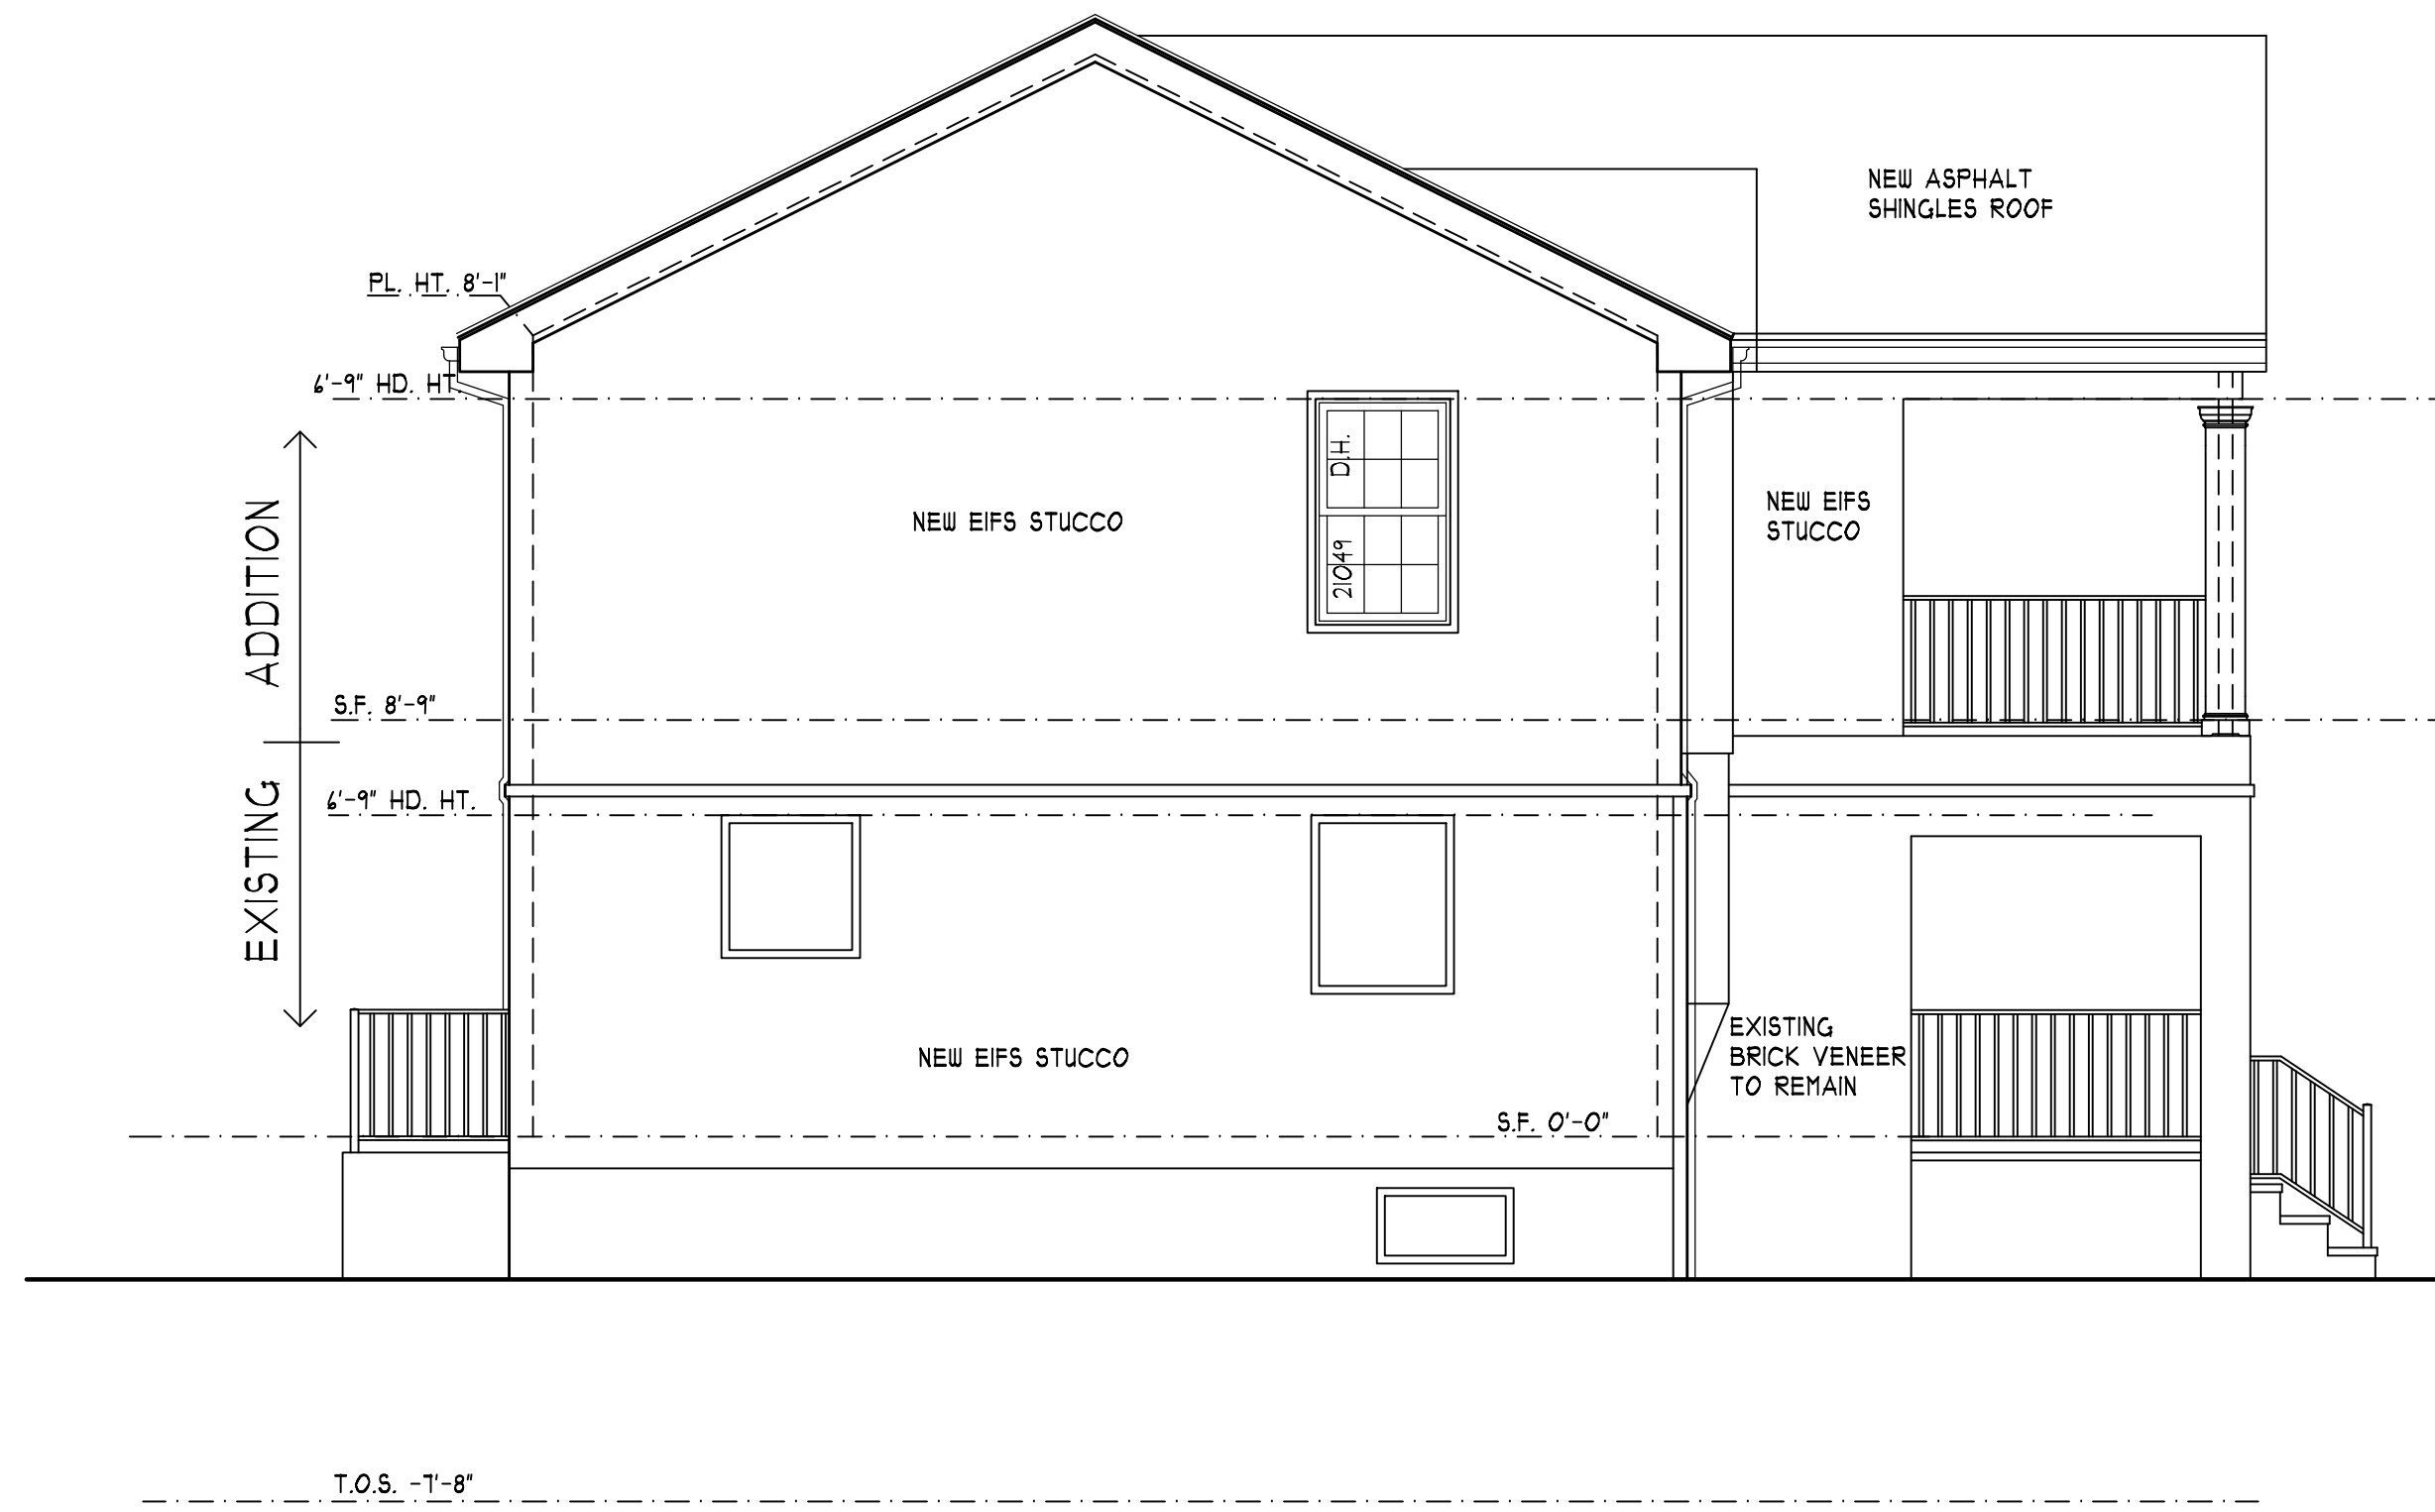 NEW ASPHALT
SHINGLES ROOF
PL. HT. 8'-1"
6'-9" HD. HT.
D.H.
21049
NEW EIFS STUCCO
NEW EIFS
STUCCO
ADDITION
S.F. 8'-9"
EXISTING
6'-9" HD. HT.
NEW EIFS STUCCO
EXISTING
BRICK VENEER
TO REMAIN
S.F. 0'-0"
T.O.S. -7'-8"